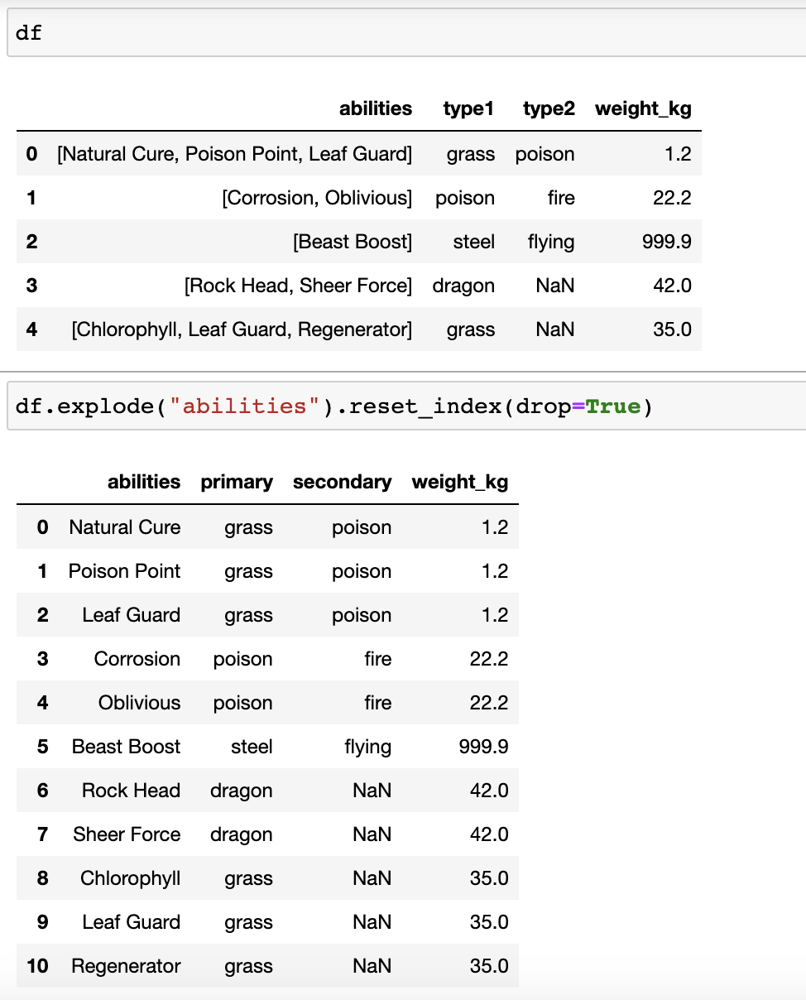 df
abilities type1 type2 weight_kg
0 [Natural Cure, Poison Point, Leaf Guard] grass poison 1.2
1 [Corrosion, Oblivious] poison fire 22.2
2 [Beast Boost] steel flying 999.9
3 [Rock Head, Sheer Force] dragon NaN 42.0
4 [Chlorophyll, Leaf Guard, Regenerator] grass NaN 35.0
df.explode("abilities").reset_index(drop=True)
abilities primary secondary weight_kg
0 Natural Cure grass poison 1.2
1 Poison Point grass poison 1.2
2 Leaf Guard grass poison 1.2
3 Corrosion poison fire 22.2
4 Oblivious poison fire 22.2
5 Beast Boost steel flying 999.9
6 Rock Head dragon NaN 42.0
7 Sheer Force dragon NaN 42.0
8 Chlorophyll grass NaN 35.0
9 Leaf Guard grass NaN 35.0
10 Regenerator grass NaN 35.0